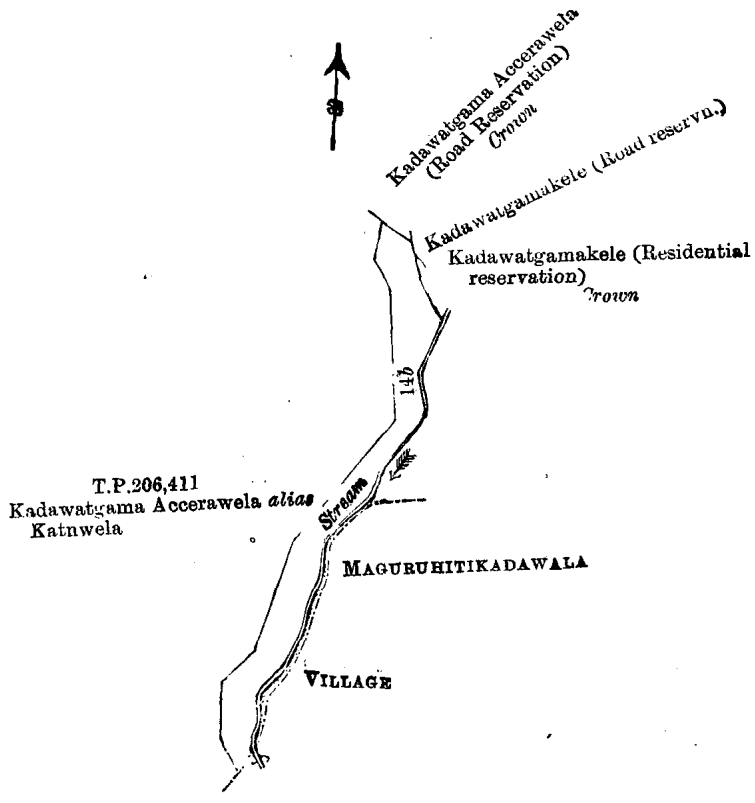 Kadawatgama Accerawela
(Road Reservation)
Crown
Kadawatgamakele (Road reservn.)
Kadawatgamakele (Residential
reservation)
Crown
14b
T.P.206,411
Kadawatgama Accerawela alias
Katnwela
Stream
MAGURUHITIKADAWALA
VILLAGE